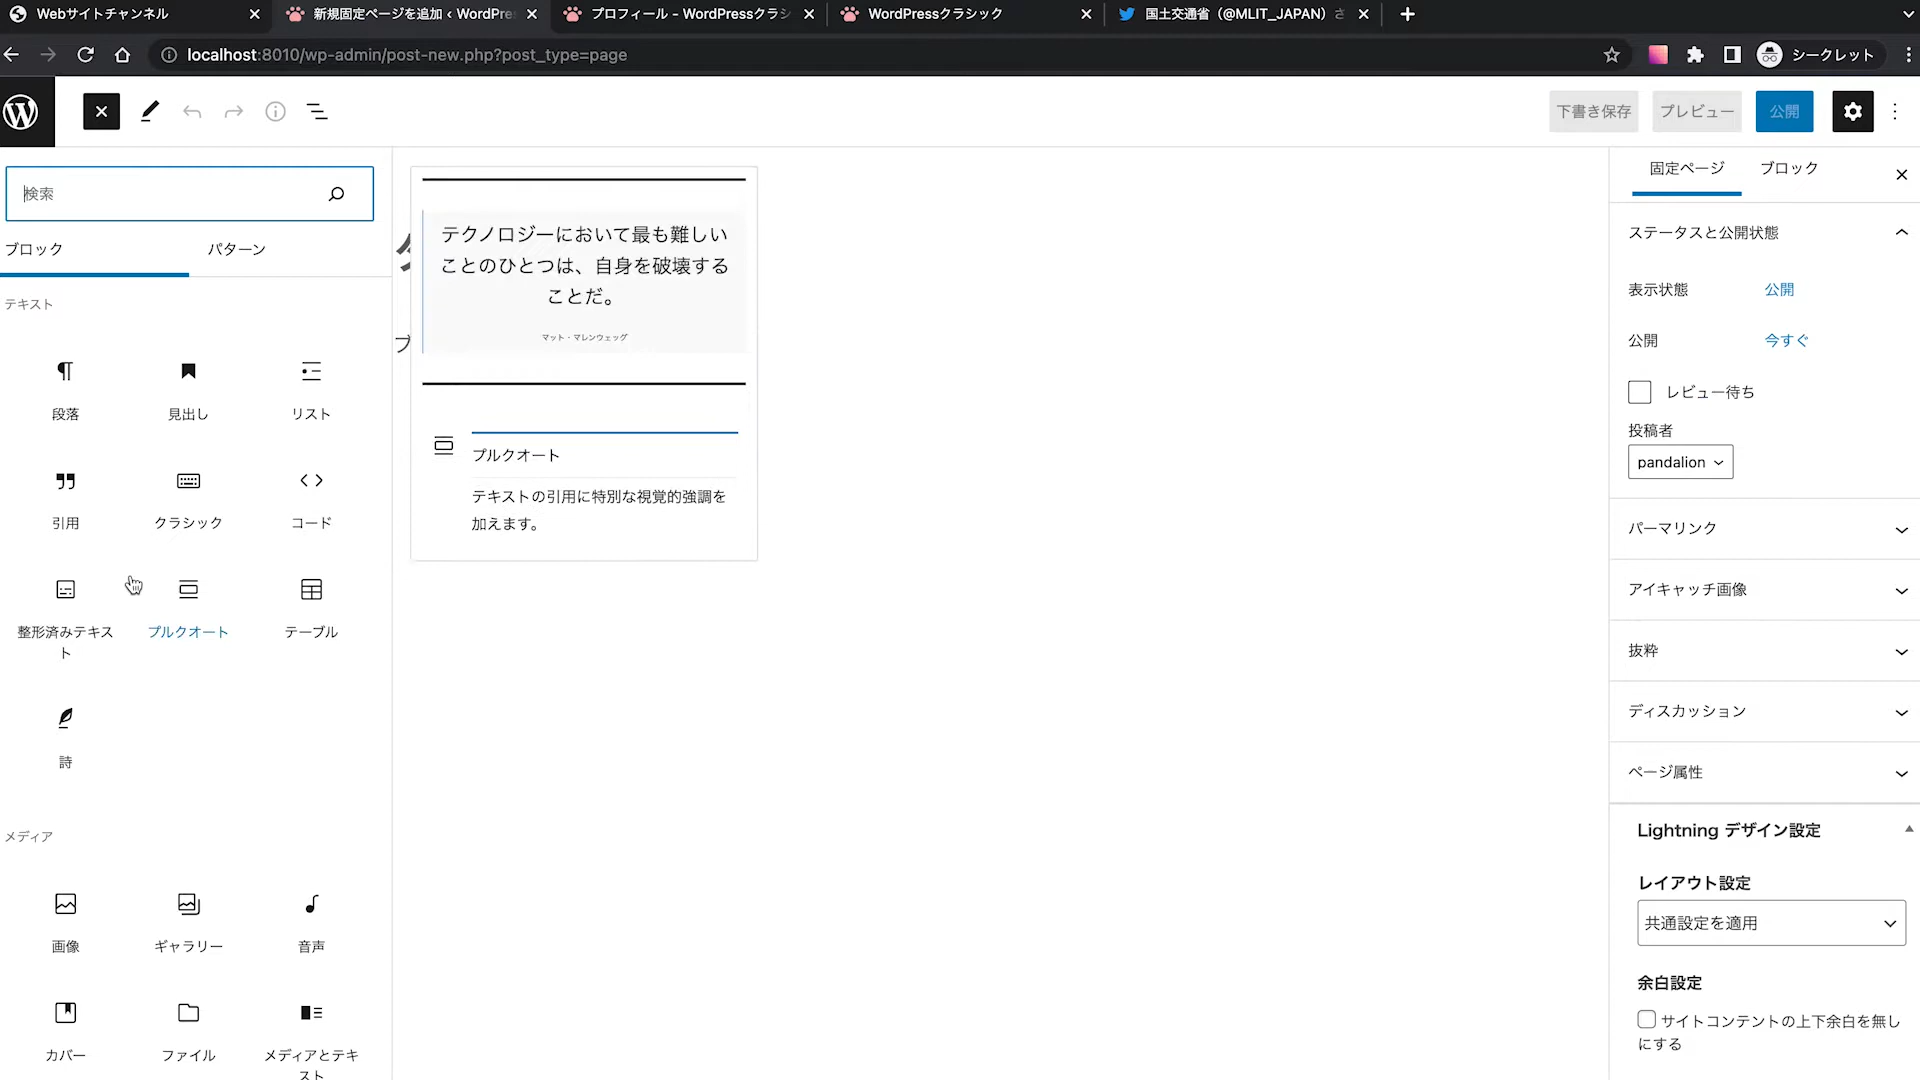 Webサイトチャンネル
新規固定ページを追加 ‹ WordPre
プロフィール – WordPressクラシ
WordPressクラシック
国土交通省（@MLIT_JAPAN）さ
localhost:8010/wp-admin/post-new.php?post_type=page
シークレット
下書き保存
プレビュー
公開
検索
ブロック
パターン
テキスト
段落
見出し
リスト
引用
クラシック
コード
整形済みテキス
ト
プルクオート
テーブル
詩
メディア
画像
ギャラリー
音声
カバー
ファイル
メディアとテキ
スト
テクノロジーにおいて最も難しい
ことのひとつは、自身を破壊する
ことだ。
マット・マレンウェッグ
プルクオート
テキストの引用に特別な視覚的強調を
加えます。
固定ページ
ブロック
ステータスと公開状態
表示状態
公開
公開
今すぐ
レビュー待ち
投稿者
pandalion
パーマリンク
アイキャッチ画像
抜粋
ディスカッション
ページ属性
Lightning デザイン設定
レイアウト設定
共通設定を適用
余白設定
サイトコンテントの上下余白を無し
にする